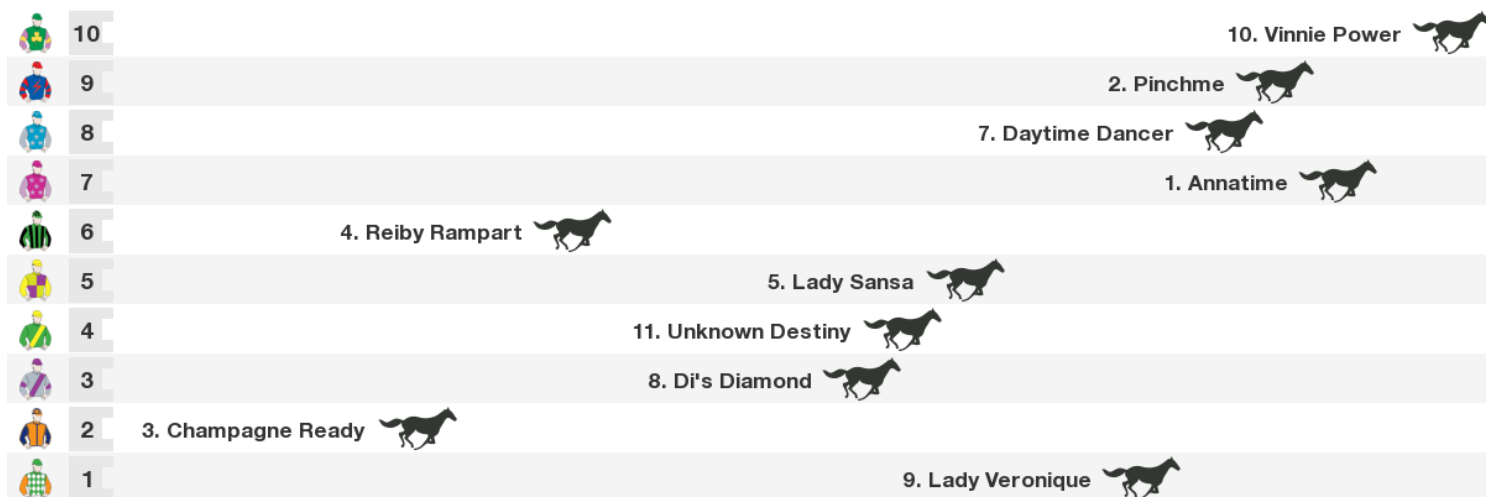 10 10. Vinnie Power
9 2. Pinchme
8 7. Daytime Dancer
7 1. Annatime
6 4. Reiby Rampart
5 5. Lady Sansa
4 11. Unknown Destiny
3 8. Di's Diamond
2 3. Champagne Ready
1 9. Lady Veronique